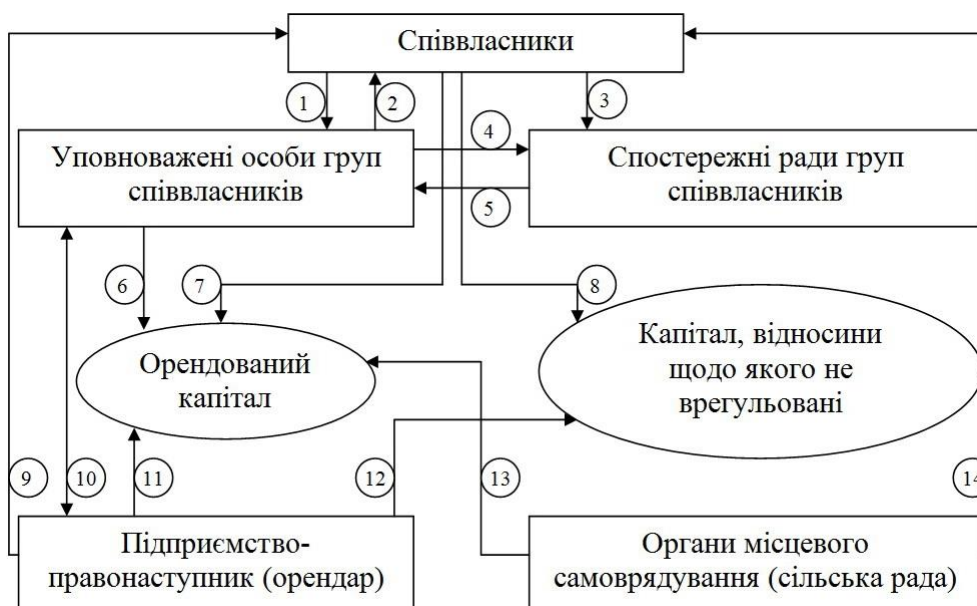 Співвласники
1
2
3
Уповноважені особи груп
співвласників
4
5
Спостережні ради груп
співвласників
6
7
8
Орендований
капітал
Капітал, відносини
щодо якого не
врегульовані
9
10
11
12
13
14
Підприємство-
правонаступник (орендар)
Органи місцевого
самоврядування (сільська рада)